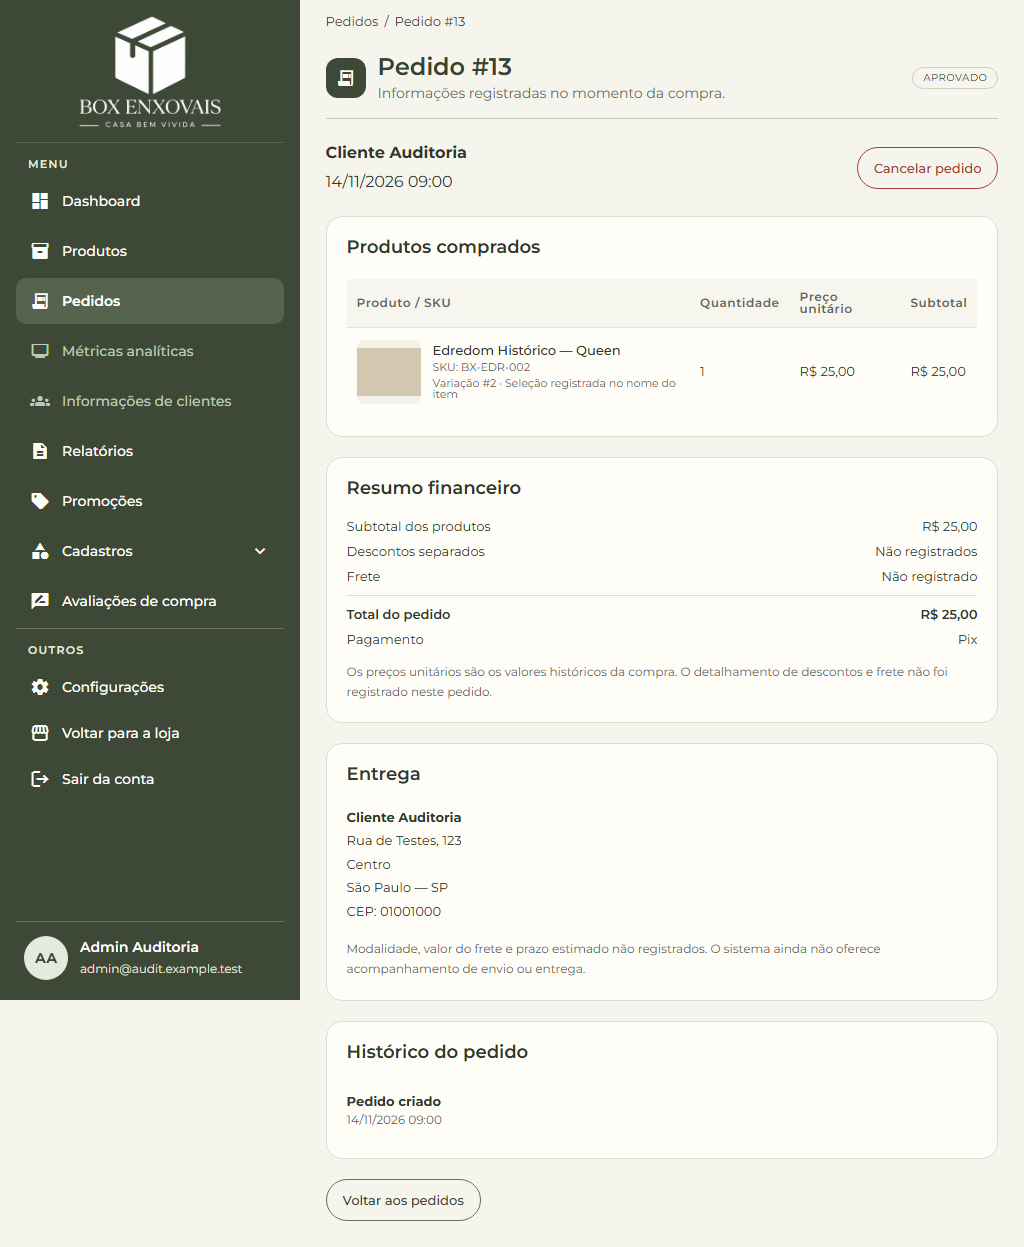 BOX ENXOVAIS
CASA BEM VIVIDA
MENU
Dashboard
Produtos
Pedidos
Métricas analíticas
Informações de clientes
Relatórios
Promoções
Cadastros
Avaliações de compra
OUTROS
Configurações
Voltar para a loja
Sair da conta
AA
Admin Auditoria
admin@audit.example.test
Pedidos / Pedido #13
Pedido #13
Informações registradas no momento da compra.
APROVADO
Cliente Auditoria
14/11/2026 09:00
Cancelar pedido
Produtos comprados
Produto / SKU Quantidade Preço unitário Subtotal
Edredom Histórico — Queen
SKU: BX-EDR-002
Variação #2 · Seleção registrada no nome do
item
1 R$ 25,00 R$ 25,00
Resumo financeiro
Subtotal dos produtos R$ 25,00
Descontos separados Não registrados
Frete Não registrado
Total do pedido R$ 25,00
Pagamento Pix
Os preços unitários são os valores históricos da compra. O detalhamento de descontos e frete não foi
registrado neste pedido.
Entrega
Cliente Auditoria
Rua de Testes, 123
Centro
São Paulo — SP
CEP: 01001000
Modalidade, valor do frete e prazo estimado não registrados. O sistema ainda não oferece
acompanhamento de envio ou entrega.
Histórico do pedido
Pedido criado
14/11/2026 09:00
Voltar aos pedidos